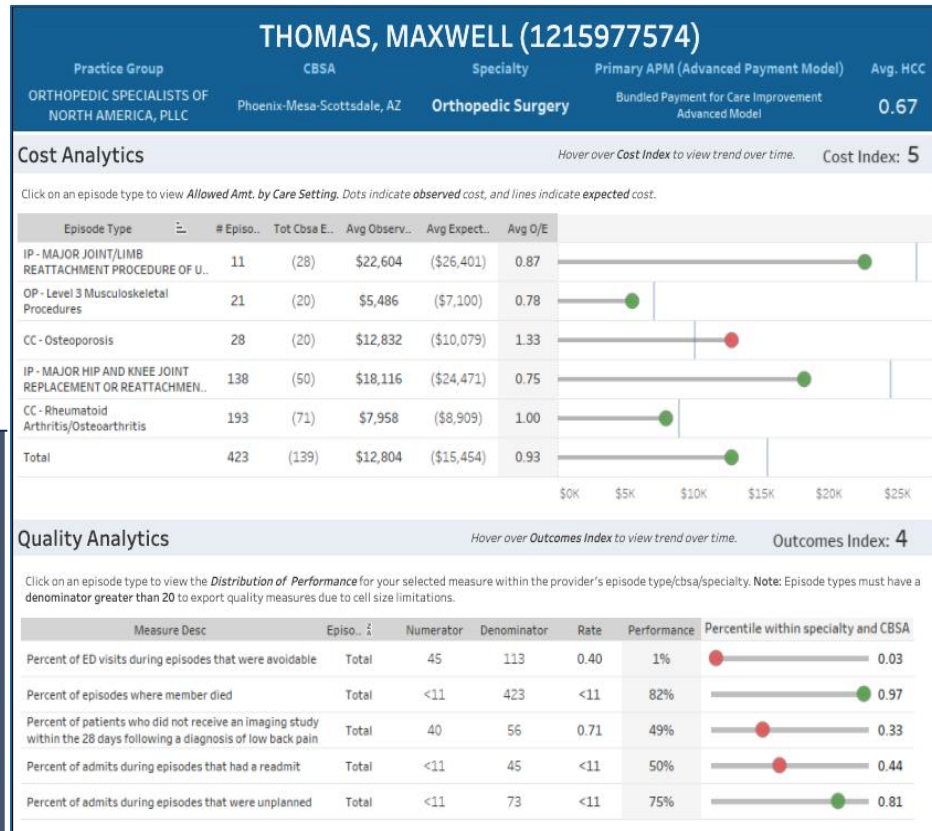 THOMAS, MAXWELL (1215977574)
Practice Group CBSA Specialty Primary APM (Advanced Payment Model) Avg. HCC
ORTHOPEDIC SPECIALISTS OF
NORTH AMERICA, PLLC
Phoenix-Mesa-Scottsdale, AZ
Orthopedic Surgery
Bundled Payment for Care Improvement
Advanced Model
0.67
Cost Analytics Hover over Cost Index to view trend over time. Cost Index: 5
Click on an episode type to view Allowed Amt. by Care Setting. Dots indicate observed cost, and lines indicate expected cost.
Episode Type # Episo.. Tot Cbsa E.. Avg Observ.. Avg Expect.. Avg O/E
IP - MAJOR JOINT/LIMB
REATTACHMENT PROCEDURE OF U..
11 (28) $22,604 ($26,401) 0.87
OP - Level 3 Musculoskeletal
Procedures
21 (20) $5,486 ($7,100) 0.78
CC - Osteoporosis 28 (20) $12,832 ($10,079) 1.33
IP - MAJOR HIP AND KNEE JOINT
REPLACEMENT OR REATTACHMEN..
138 (50) $18,116 ($24,471) 0.75
CC - Rheumatoid
Arthritis/Osteoarthritis
193 (71) $7,958 ($8,909) 1.00
Total 423 (139) $12,804 ($15,454) 0.93
$0K $5K $10K $15K $20K $25K
Quality Analytics Hover over Outcomes Index to view trend over time. Outcomes Index: 4
Click on an episode type to view the Distribution of Performance for your selected measure within the provider's episode type/cbsa/specialty. Note: Episode types must have a
denominator greater than 20 to export quality measures due to cell size limitations.
Measure Desc Episo.. Numerator Denominator Rate Performance Percentile within specialty and CBSA
Percent of ED visits during episodes that were avoidable Total 45 113 0.40 1% 0.03
Percent of episodes where member died Total <11 423 <11 82% 0.97
Percent of patients who did not receive an imaging study
within the 28 days following a diagnosis of low back pain
Total 40 56 0.71 49% 0.33
Percent of admits during episodes that had a readmit Total <11 45 <11 50% 0.44
Percent of admits during episodes that were unplanned Total <11 73 <11 75% 0.81